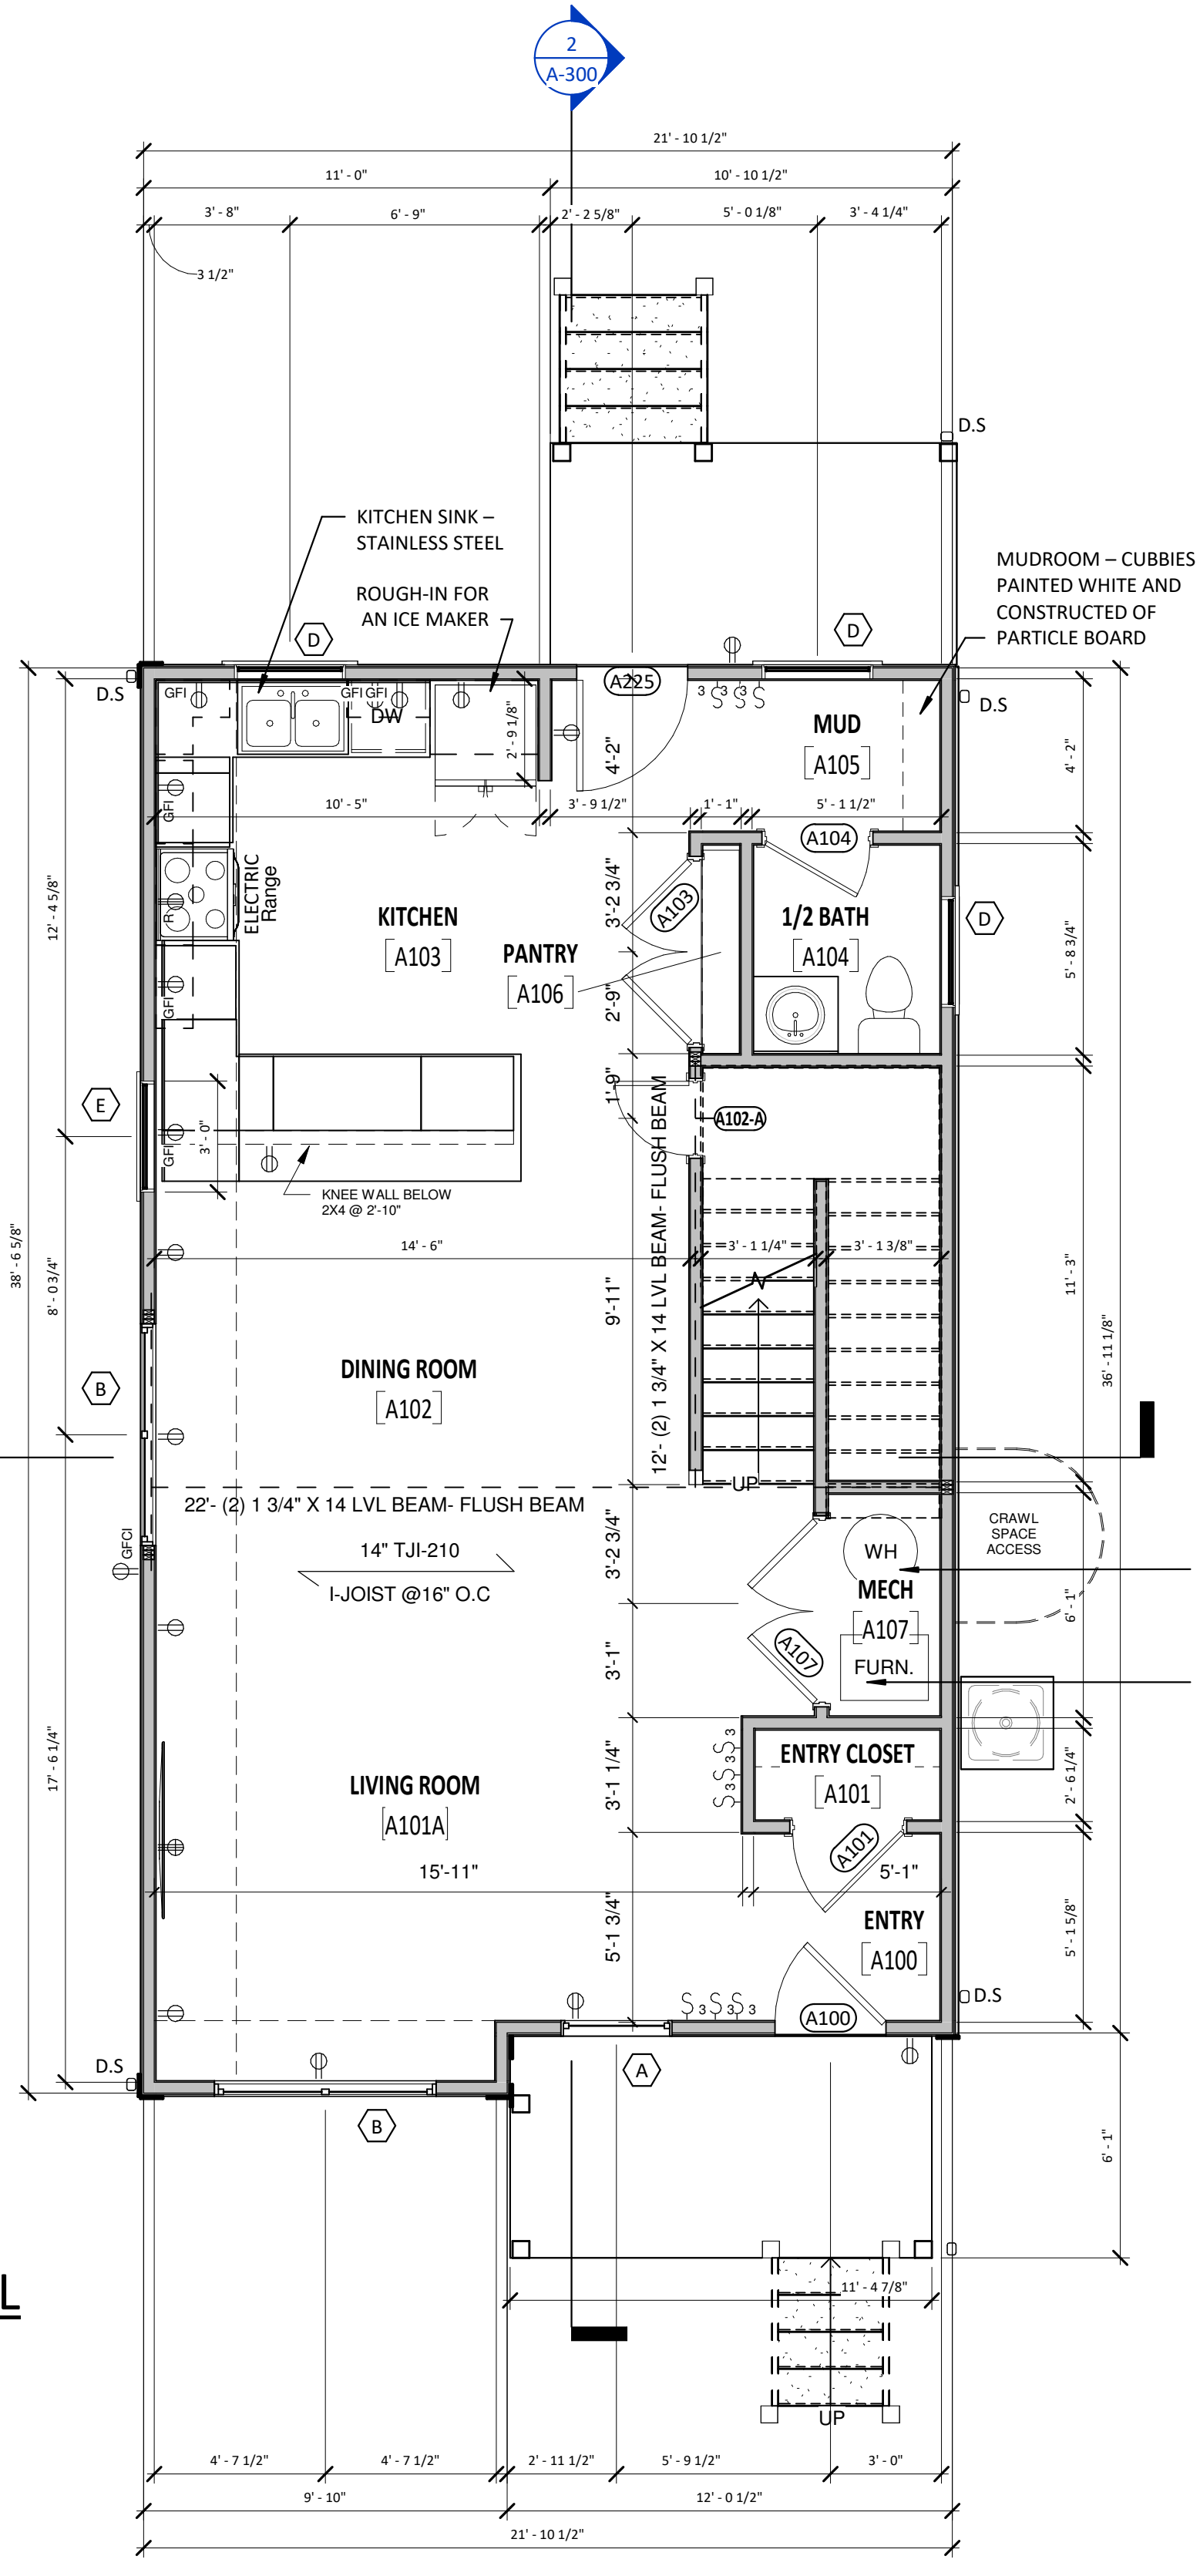 2
A-300
21' - 10 1/2"
11' - 0"
10' - 10 1/2"
3' - 8"
6' - 9"
2' - 2 5/8"
5' - 0 1/8"
3' - 4 1/4"
3 1/2"
D.S
KITCHEN SINK –
STAINLESS STEEL
ROUGH-IN FOR
AN ICE MAKER
MUDROOM – CUBBIES
PAINTED WHITE AND
CONSTRUCTED OF
PARTICLE BOARD
D
D
D.S
GFI
GFI
GFI
DW
2' - 9 1/8"
A225
4'-2"
3
3
3
MUD
A105
D.S
4' - 2"
10' - 5"
3' - 9 1/2"
1' - 1"
5' - 1 1/2"
GFI
A104
12' - 4 5/8"
R
ELECTRIC
Range
KITCHEN
A103
PANTRY
A106
3'-2 3/4"
A103
2'-9"
1/2 BATH
A104
D
5' - 8 3/4"
GFI
1'-9"
A102-A
E
GFI
3' - 0"
KNEE WALL BELOW
2X4 @ 2'-10"
12'- (2) 1 3/4" X 14 LVL BEAM- FLUSH BEAM
38' - 6 5/8"
8' - 0 3/4"
14' - 6"
3' - 1 1/4"
3' - 1 3/8"
9'-11"
11' - 3"
36' - 11 1/8"
DINING ROOM
A102
B
UP
22'- (2) 1 3/4" X 14 LVL BEAM- FLUSH BEAM
GFCI
14" TJI-210
I-JOIST @16" O.C
3'-2 3/4"
WH
MECH
A107
FURN.
CRAWL
SPACE
ACCESS
6' - 1"
3'-1"
A107
17' - 6 1/4"
LIVING ROOM
A101A
3'-1 1/4"
3
3
3
ENTRY CLOSET
A101
2' - 6 1/4"
A101
15'-11"
5'-1"
5'-1 3/4"
ENTRY
A100
5' - 1 5/8"
3
3
3
A100
D.S
D.S
A
B
6' - 1"
L
11' - 4 7/8"
UP
4' - 7 1/2"
4' - 7 1/2"
2' - 11 1/2"
5' - 9 1/2"
3' - 0"
9' - 10"
12' - 0 1/2"
21' - 10 1/2"